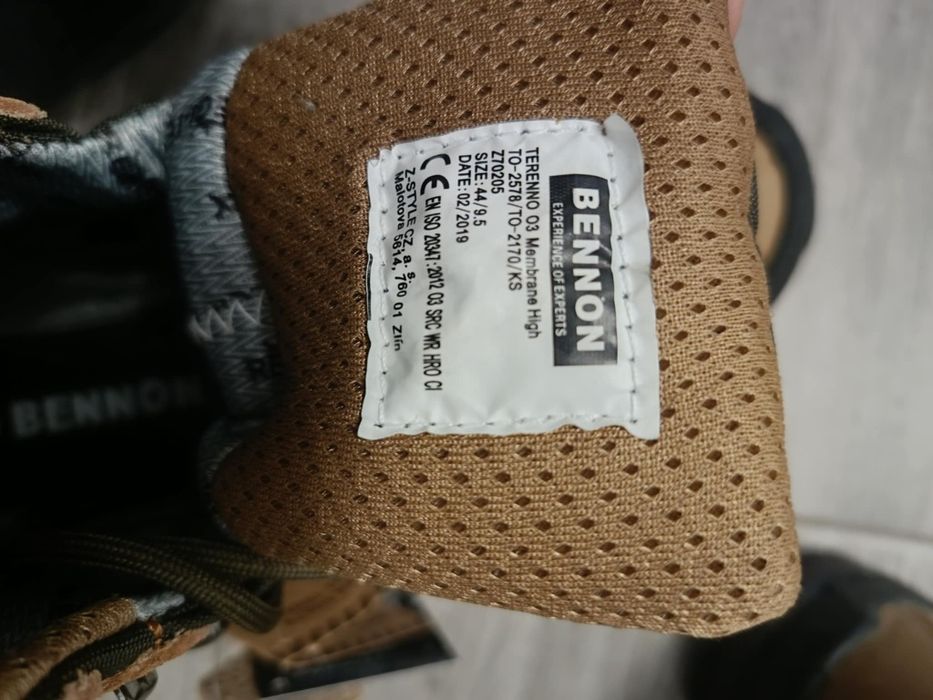 BENNON
EXPERIENCE OF EXPERTS
TERENNO O3 Membrane High
TO-2578/TO-2170/KS
Z70205
SIZE: 44/9.5
DATE: 02/2019
CE EN ISO 20347:2012 O3 SRC WR HRO CI
Z-STYLE CZ, a. s.
Malotova 5614, 760 01 Zlín
BENNON